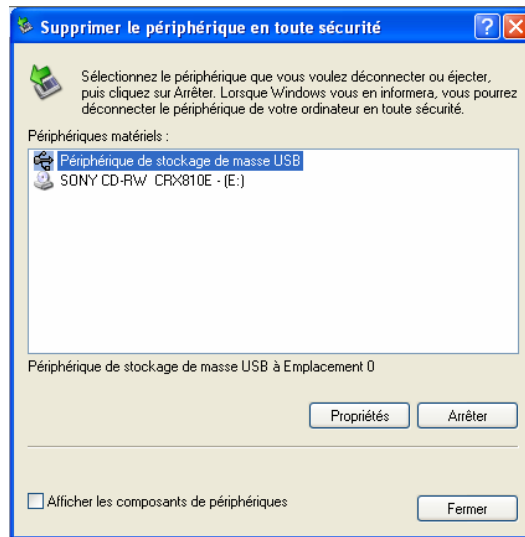 Supprimer le périphérique en toute sécurité
Sélectionnez le périphérique que vous voulez déconnecter ou éjecter,
puis cliquez sur Arrêter. Lorsque Windows vous en informera, vous pourrez
déconnecter le périphérique de votre ordinateur en toute sécurité.
Périphériques matériels :
Périphérique de stockage de masse USB
SONY CD-RW CRX810E - (E:)
Périphérique de stockage de masse USB à Emplacement 0
Propriétés
Arrêter
Afficher les composants de périphériques
Fermer